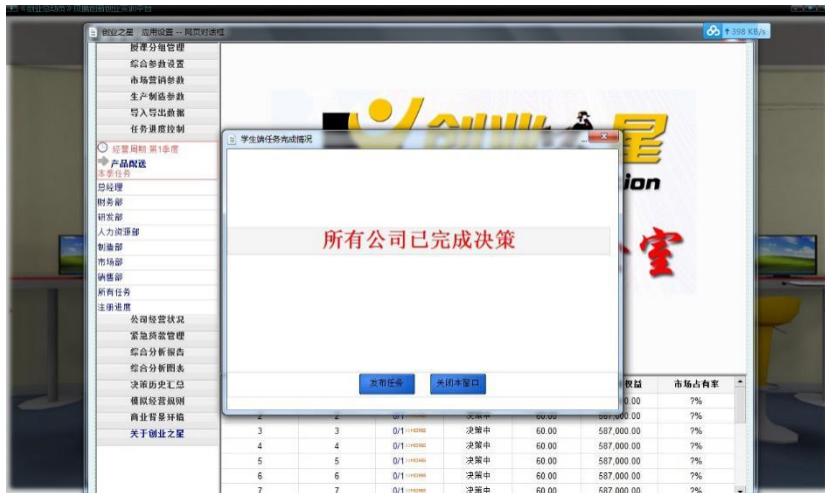 创业之星 应用设置 -- 网页对话框
↑ 398 KB/s
授课分组管理
综合参数设置
市场营销参数
生产制造参数
导入导出数据
任务进度控制
经营周期 第1季度
产品配送
本季任务
总经理
财务部
研发部
人力资源部
制造部
市场部
销售部
所有任务
注册进度
公司经营状况
紧急贷款管理
综合分析报告
综合分析图表
决策历史汇总
模拟经营规则
商业背景环境
关于创业之星
学生端任务完成情况
所有公司已完成决策
发布任务 关闭本窗口
创业之星
ion
室
权益 市场占有率
0.00 ?%
2 2 0/1 决策中 60.00 587,000.00 ?%
3 3 0/1 决策中 60.00 587,000.00 ?%
4 4 0/1 决策中 60.00 587,000.00 ?%
5 5 0/1 决策中 60.00 587,000.00 ?%
6 6 0/1 决策中 60.00 587,000.00 ?%
7 7 0/1 决策中 60.00 587,000.00 ?%